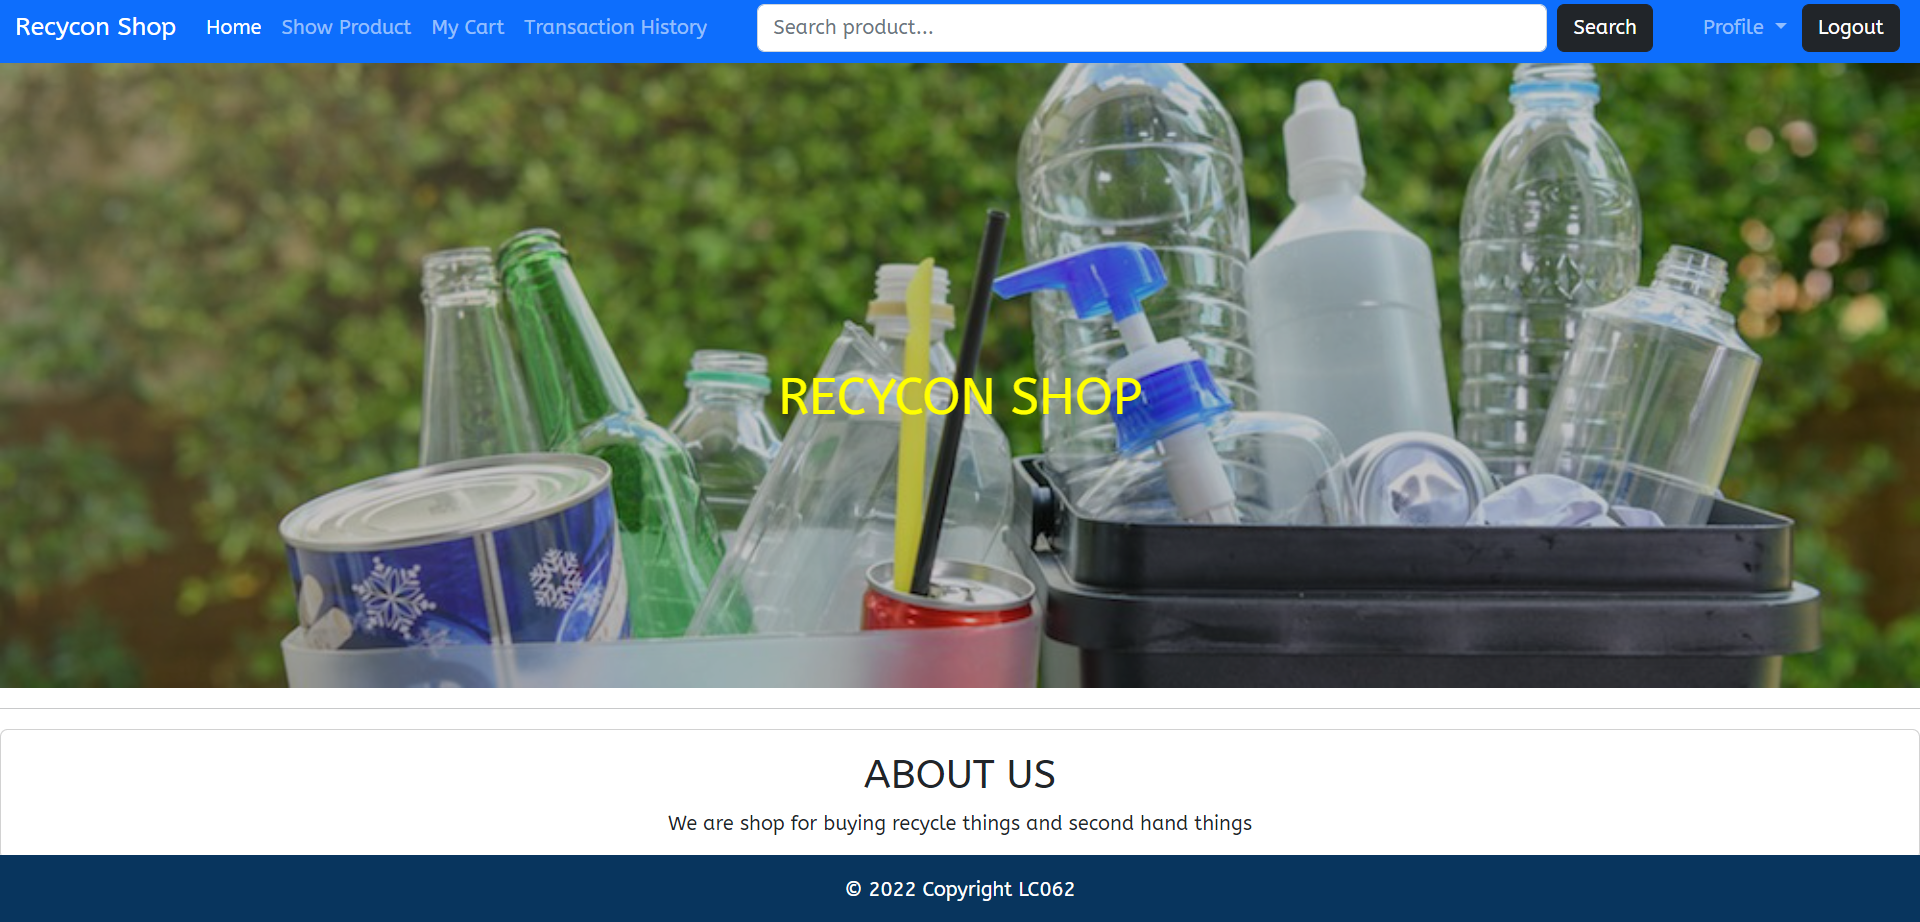 Recycon Shop Home Show Product My Cart Transaction History Search product... Search Profile Logout
RECYCON SHOP
ABOUT US
We are shop for buying recycle things and second hand things
© 2022 Copyright LC062